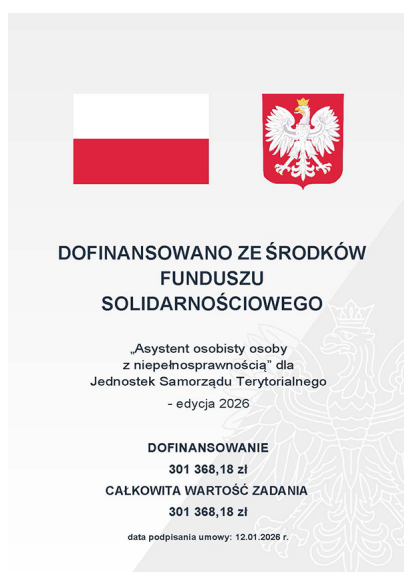 DOFINANSOWANO ZE ŚRODKÓW
FUNDUSZU
SOLIDARNOŚCIOWEGO
„Asystent osobisty osoby
z niepełnosprawnością” dla
Jednostek Samorządu Terytorialnego
- edycja 2026
DOFINANSOWANIE
301 368,18 zł
CAŁKOWITA WARTOŚĆ ZADANIA
301 368,18 zł
data podpisania umowy: 12.01.2026 r.